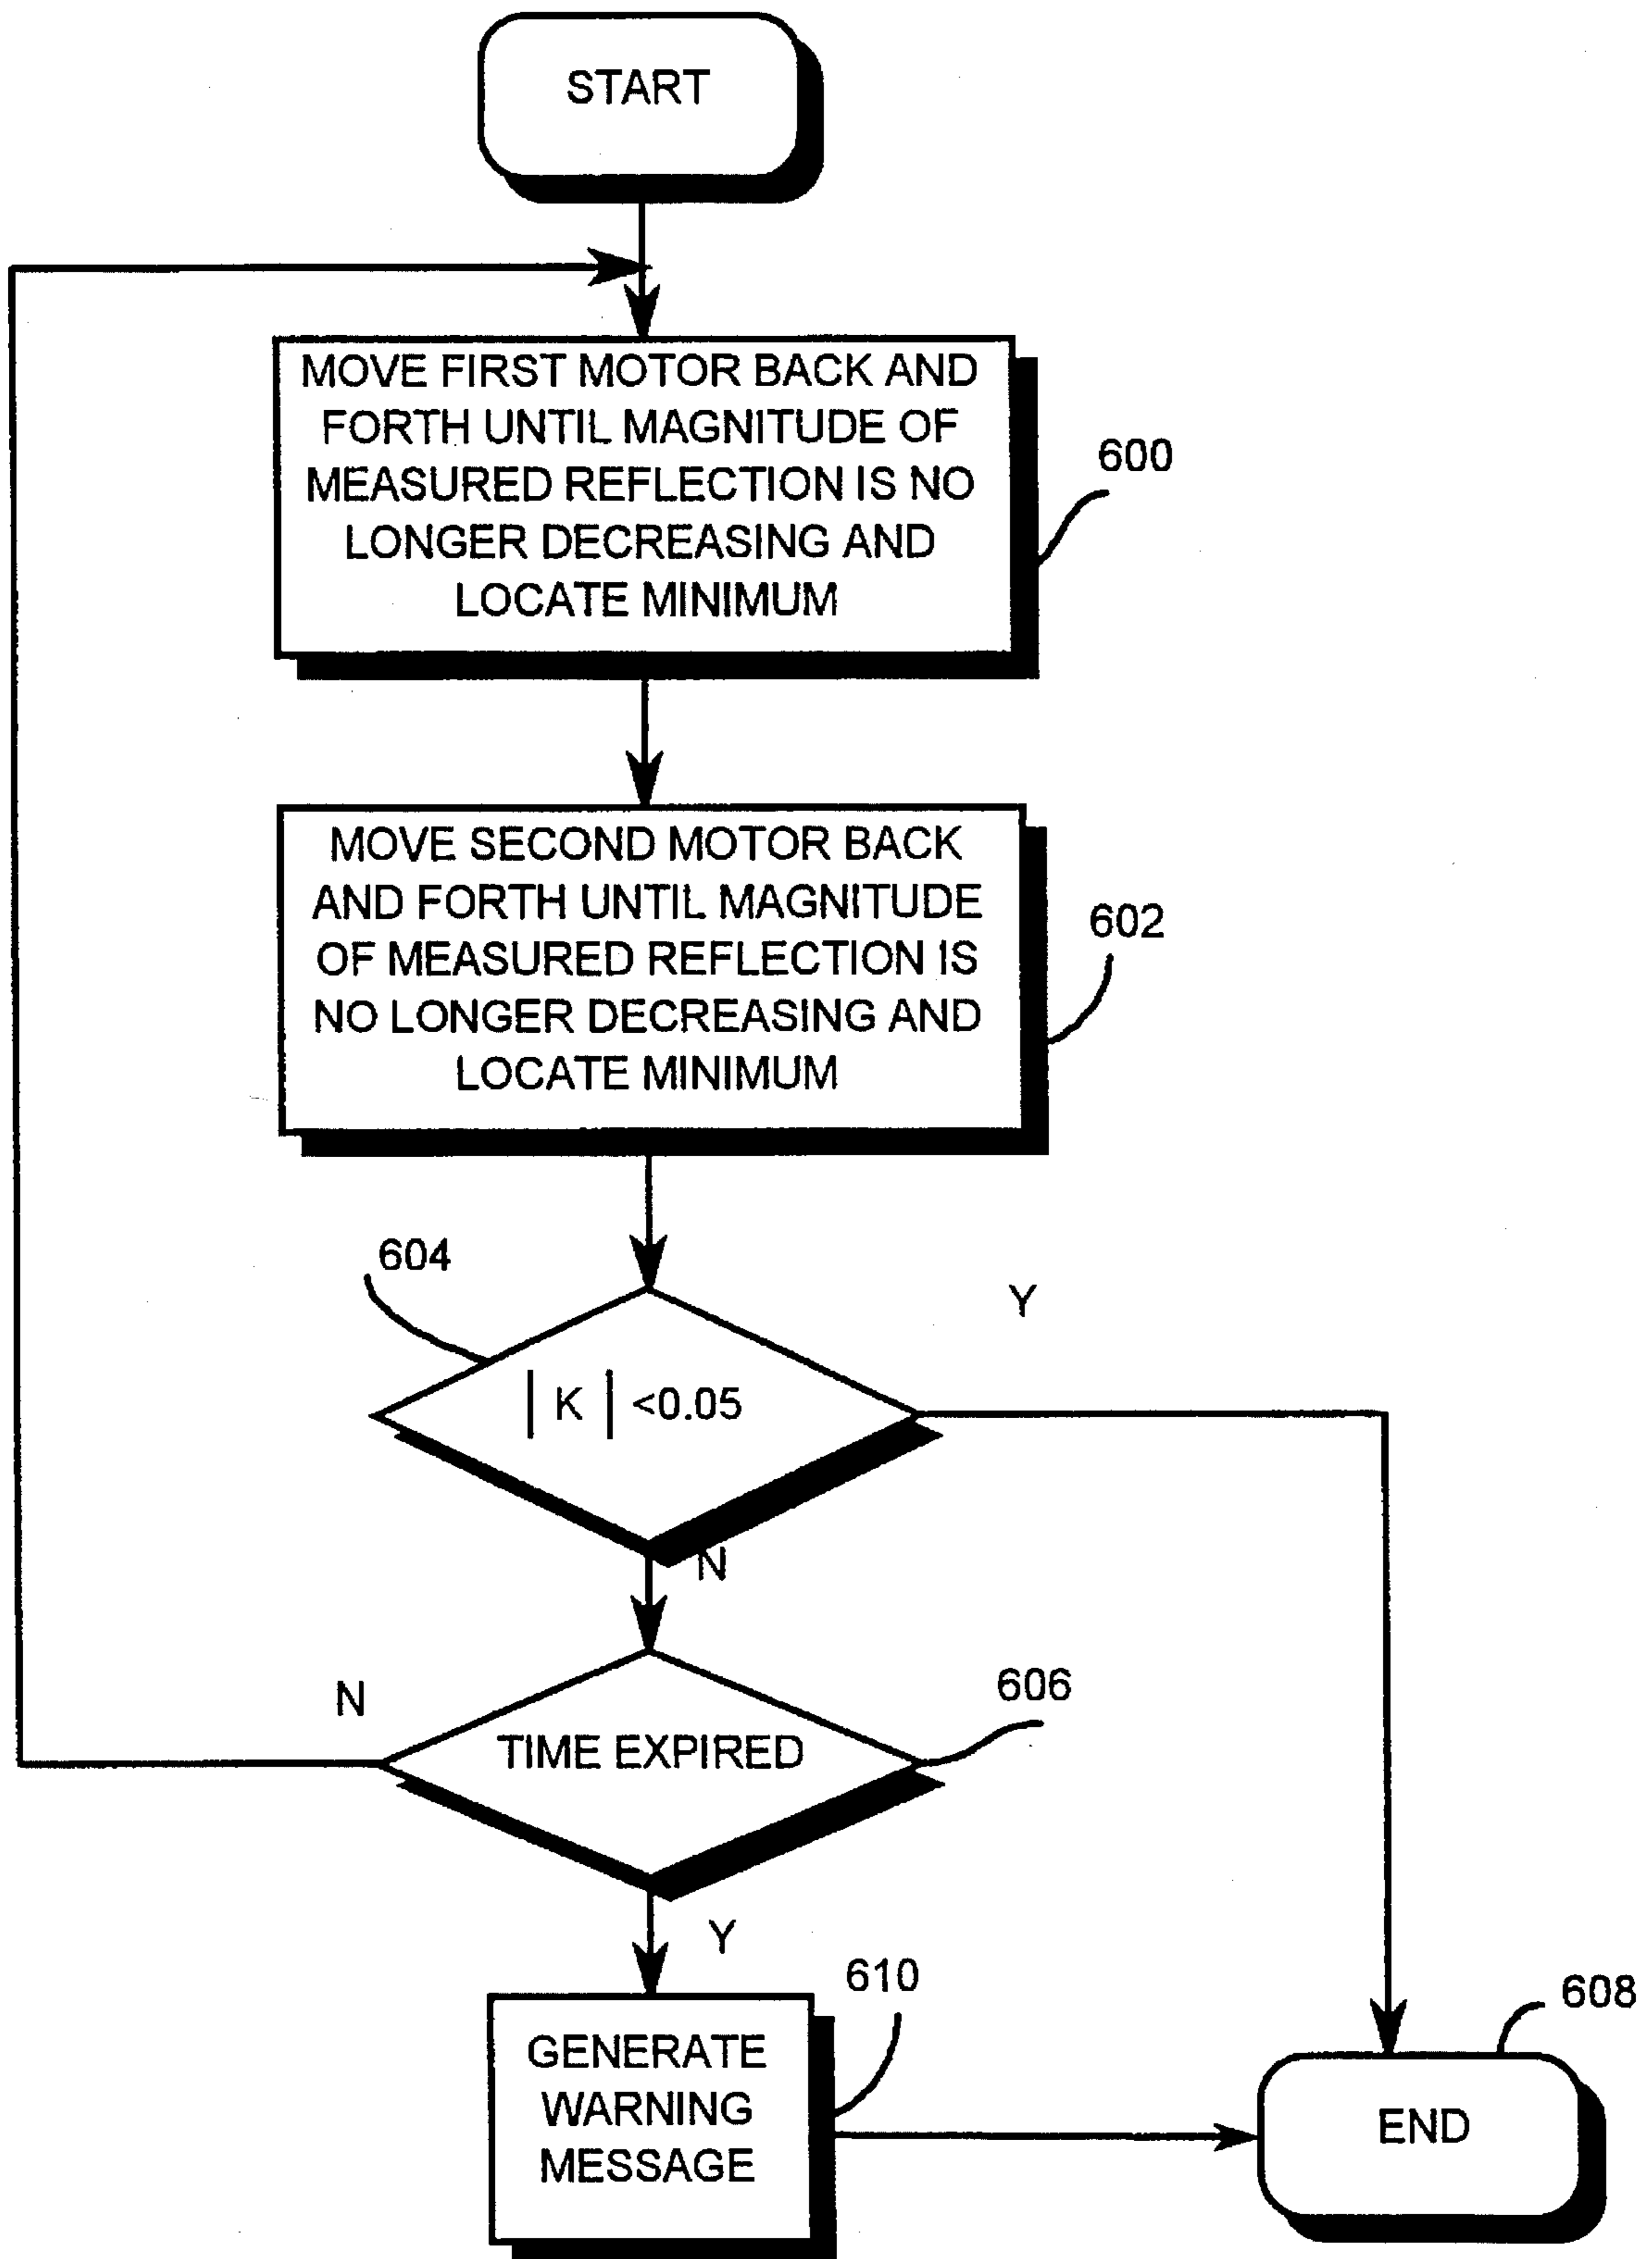 START
MOVE FIRST MOTOR BACK AND
FORTH UNTIL MAGNITUDE OF
MEASURED REFLECTION IS NO
LONGER DECREASING AND
LOCATE MINIMUM
600
MOVE SECOND MOTOR BACK
AND FORTH UNTIL MAGNITUDE
OF MEASURED REFLECTION IS
NO LONGER DECREASING AND
LOCATE MINIMUM
602
604
Y
| K | <0.05
N
N
606
TIME EXPIRED
Y
610
608
GENERATE
WARNING
MESSAGE
END